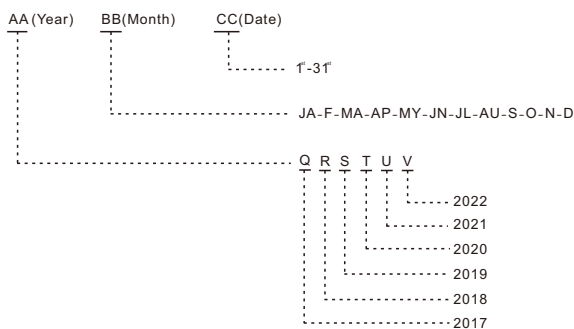 AA (Year) BB(Month) CC(Date)
1st-31st
JA-F-MA-AP-MY-JN-JL-AU-S-O-N-D
Q R S T U V
2022
2021
2020
2019
2018
2017